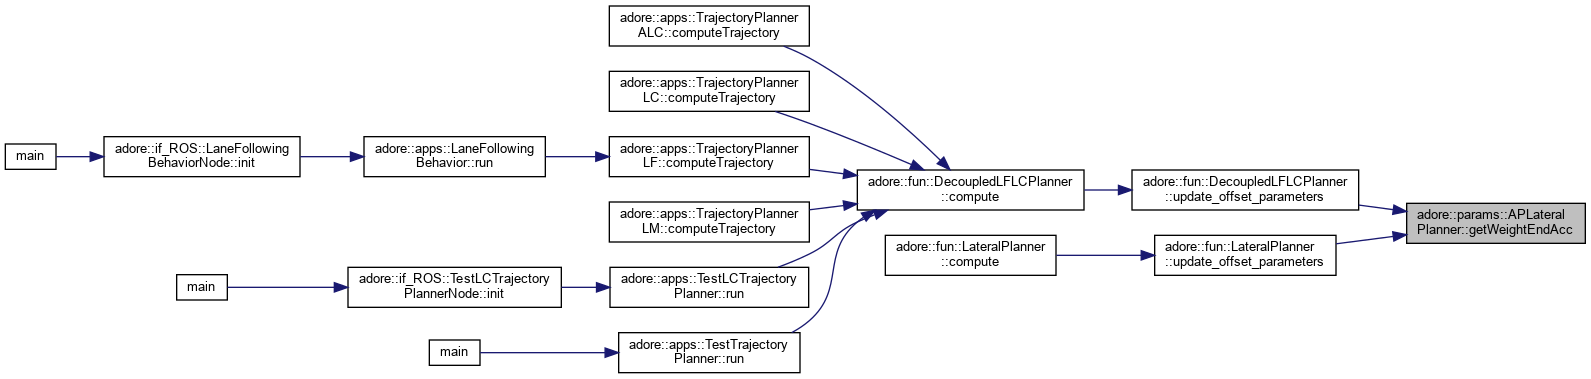 adore::apps::TrajectoryPlanner
ALC::computeTrajectory
adore::apps::TrajectoryPlanner
LC::computeTrajectory
main
adore::if_ROS::LaneFollowing
BehaviorNode::init
adore::apps::LaneFollowing
Behavior::run
adore::apps::TrajectoryPlanner
LF::computeTrajectory
adore::fun::DecoupledLFLCPlanner
::compute
adore::fun::DecoupledLFLCPlanner
::update_offset_parameters
adore::params::APLateral
Planner::getWeightEndAcc
adore::apps::TrajectoryPlanner
LM::computeTrajectory
adore::fun::LateralPlanner
::compute
adore::fun::LateralPlanner
::update_offset_parameters
main
adore::if_ROS::TestLCTrajectory
PlannerNode::init
adore::apps::TestLCTrajectory
Planner::run
main
adore::apps::TestTrajectory
Planner::run